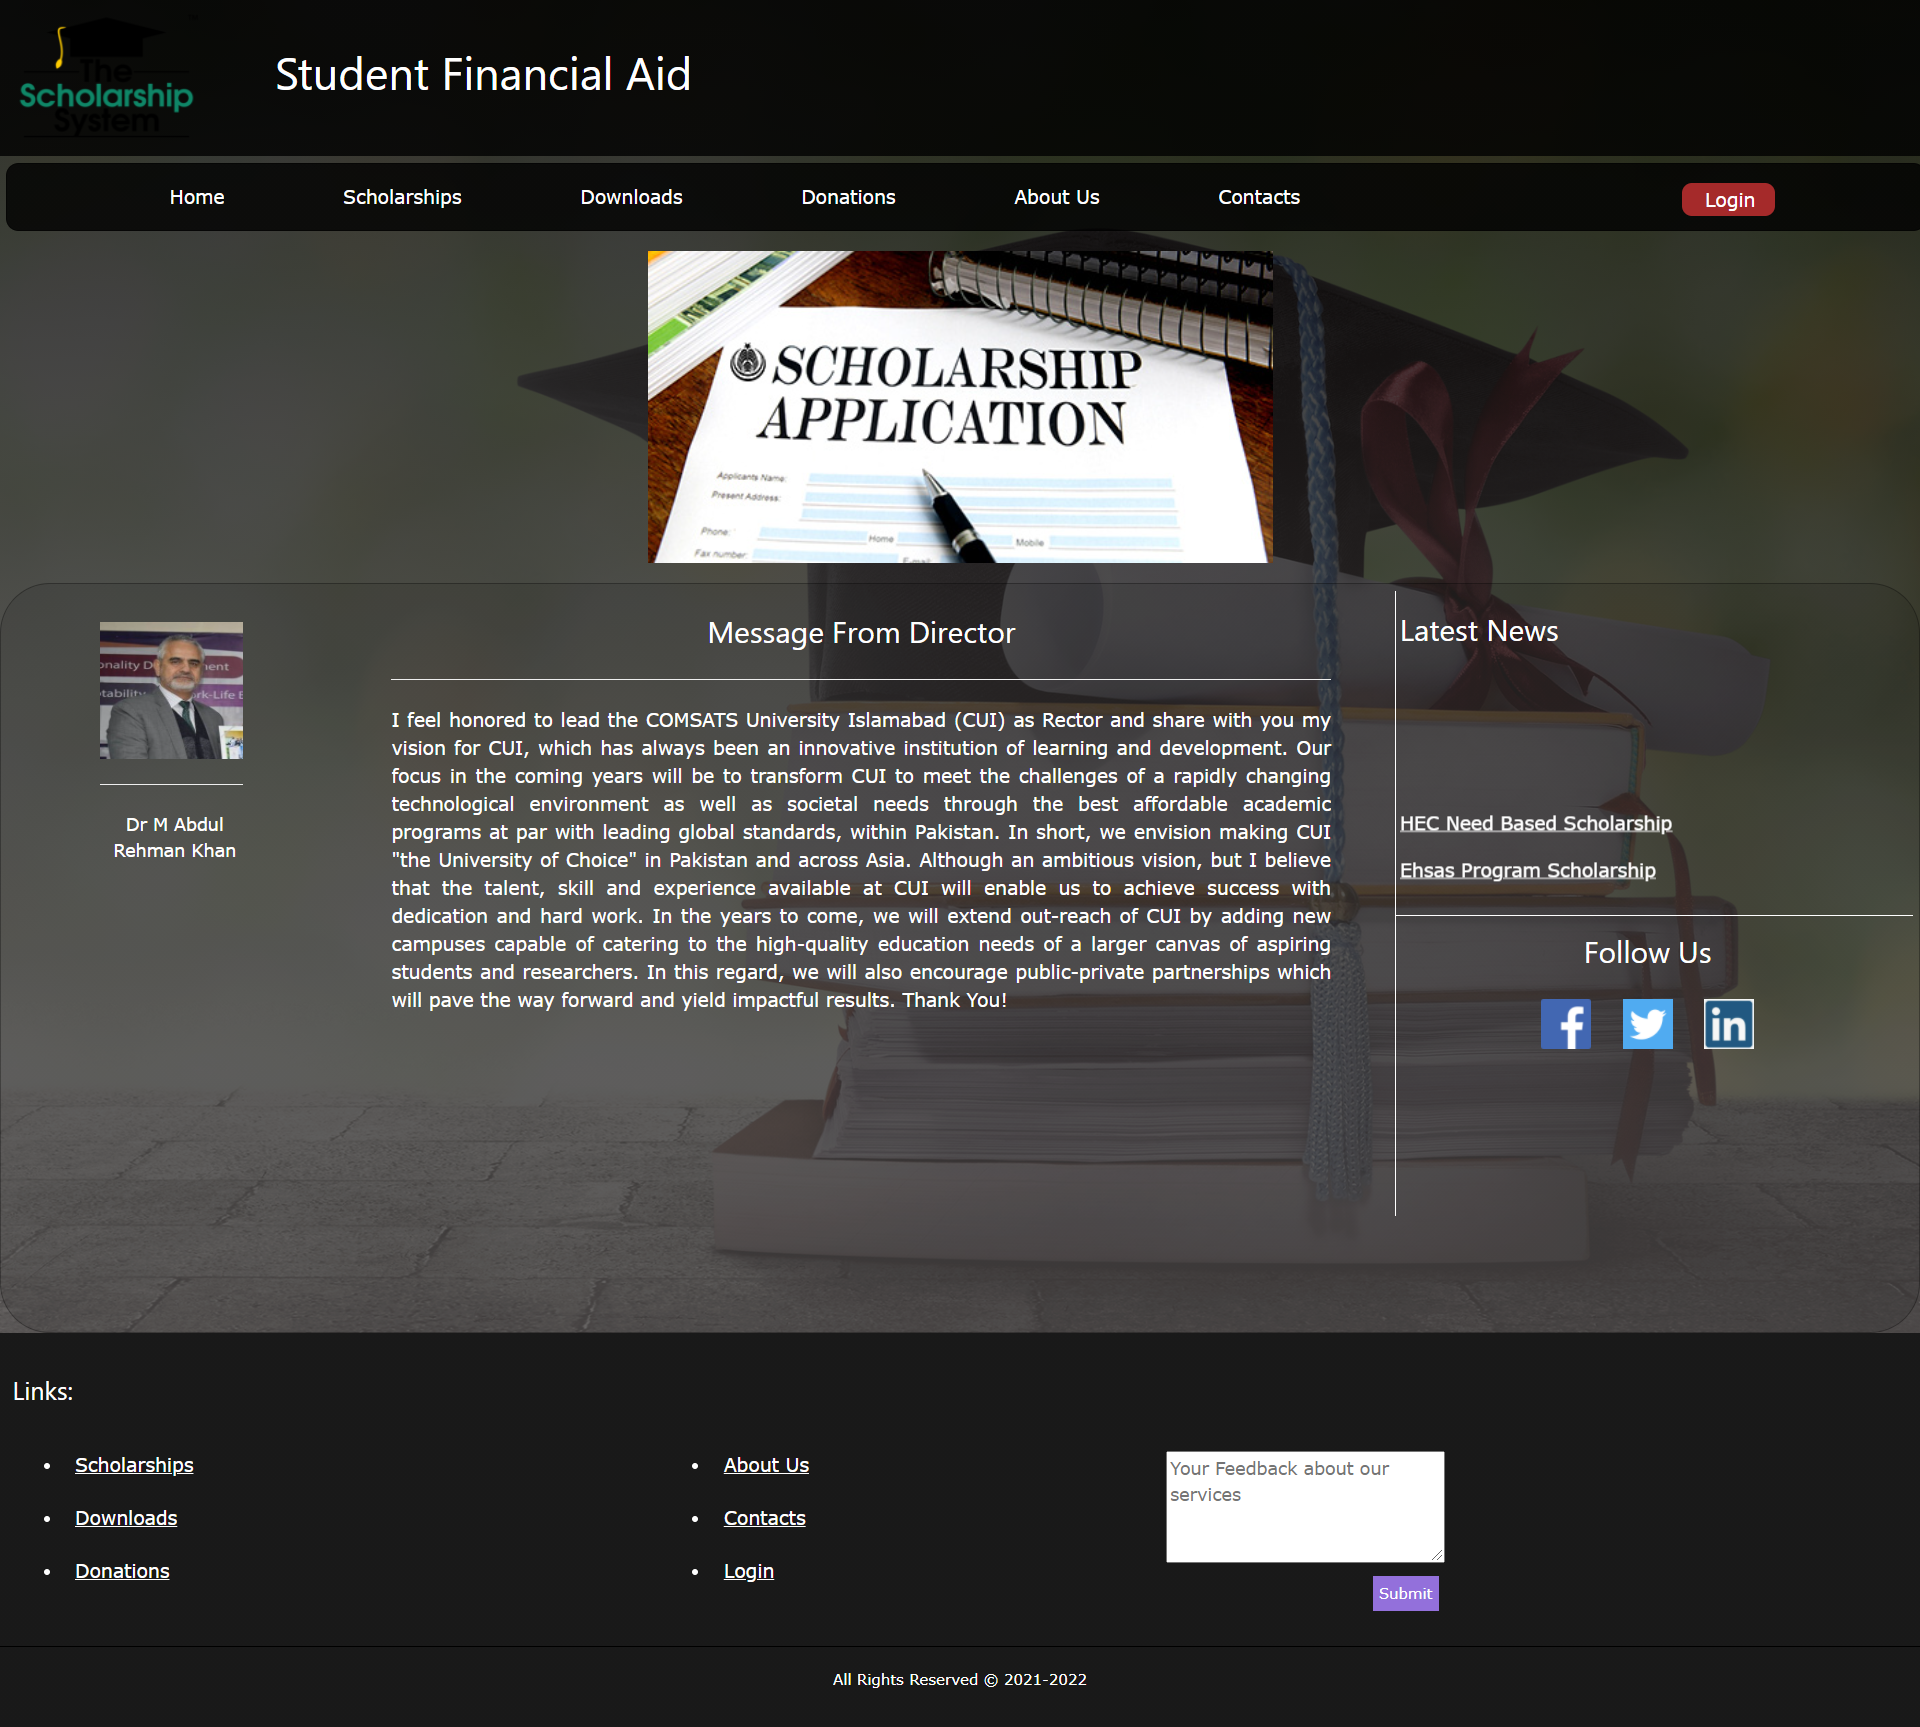 The
Scholarship
System
Student Financial Aid
Home
Scholarships
Downloads
Donations
About Us
Contacts
Login
SCHOLARSHIP
APPLICATION
Applicants Name:
Present Address:
Phone:
Home
Mobile
Fax number:
E-mail
onality D ment
tability rk-Life E
Dr M Abdul
Rehman Khan
Message From Director
I feel honored to lead the COMSATS University Islamabad (CUI) as Rector and share with you my
vision for CUI, which has always been an innovative institution of learning and development. Our
focus in the coming years will be to transform CUI to meet the challenges of a rapidly changing
technological environment as well as societal needs through the best affordable academic
programs at par with leading global standards, within Pakistan. In short, we envision making CUI
"the University of Choice" in Pakistan and across Asia. Although an ambitious vision, but I believe
that the talent, skill and experience available at CUI will enable us to achieve success with
dedication and hard work. In the years to come, we will extend out-reach of CUI by adding new
campuses capable of catering to the high-quality education needs of a larger canvas of aspiring
students and researchers. In this regard, we will also encourage public-private partnerships which
will pave the way forward and yield impactful results. Thank You!
Latest News
HEC Need Based Scholarship
Ehsas Program Scholarship
Follow Us
f
in
Links:
Scholarships
Downloads
Donations
About Us
Contacts
Login
Your Feedback about our
services
Submit
All Rights Reserved © 2021-2022